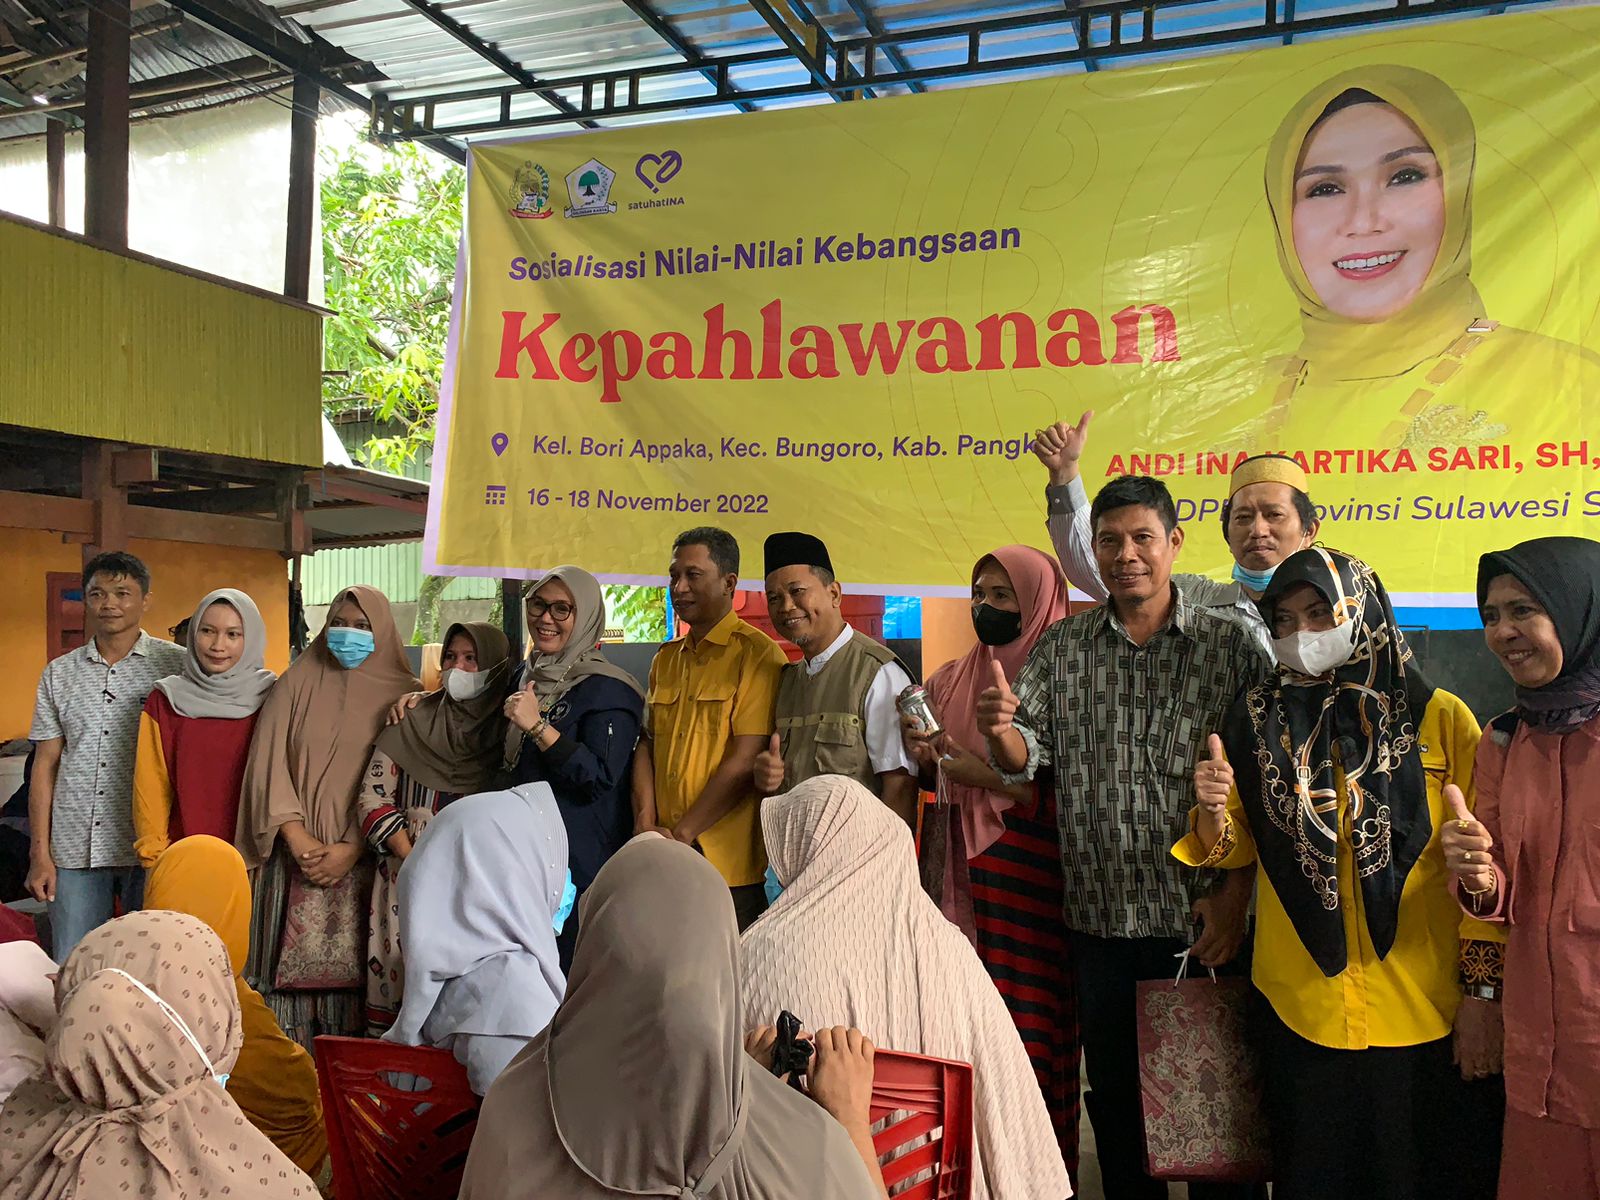 satuhatINA
Sosialisasi Nilai-Nilai Kebangsaan
Kepahlawanan
Kel. Bori Appaka, Kec. Bungoro, Kab. Pangk
16 - 18 November 2022
ANDI INA KARTIKA SARI, SH,
Provinsi Sulawesi S